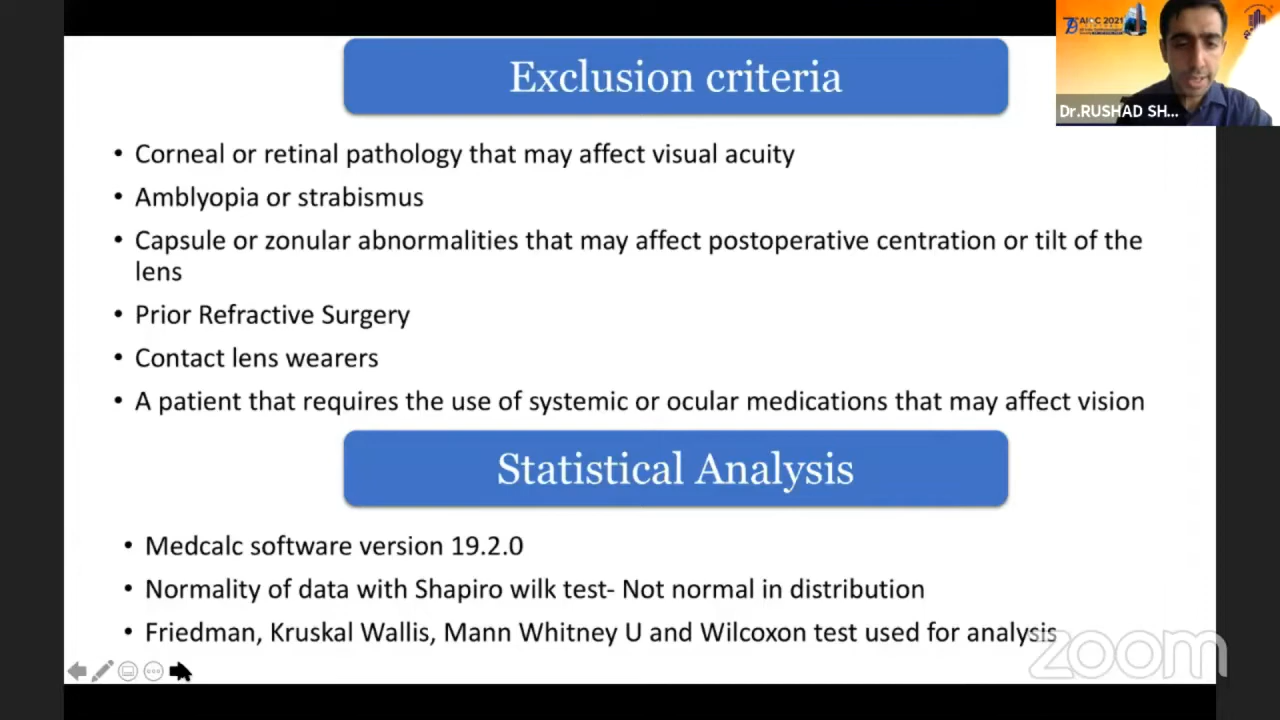 Exclusion criteria
• Corneal or retinal pathology that may affect visual acuity
• Amblyopia or strabismus
• Capsule or zonular abnormalities that may affect postoperative centration or tilt of the
lens
• Prior Refractive Surgery
• Contact lens wearers
• A patient that requires the use of systemic or ocular medications that may affect vision
Statistical Analysis
• Medcalc software version 19.2.0
• Normality of data with Shapiro wilk test- Not normal in distribution
• Friedman, Kruskal Wallis, Mann Whitney U and Wilcoxon test used for analysis
zoom
2021
Dr.RUSHAD SH...